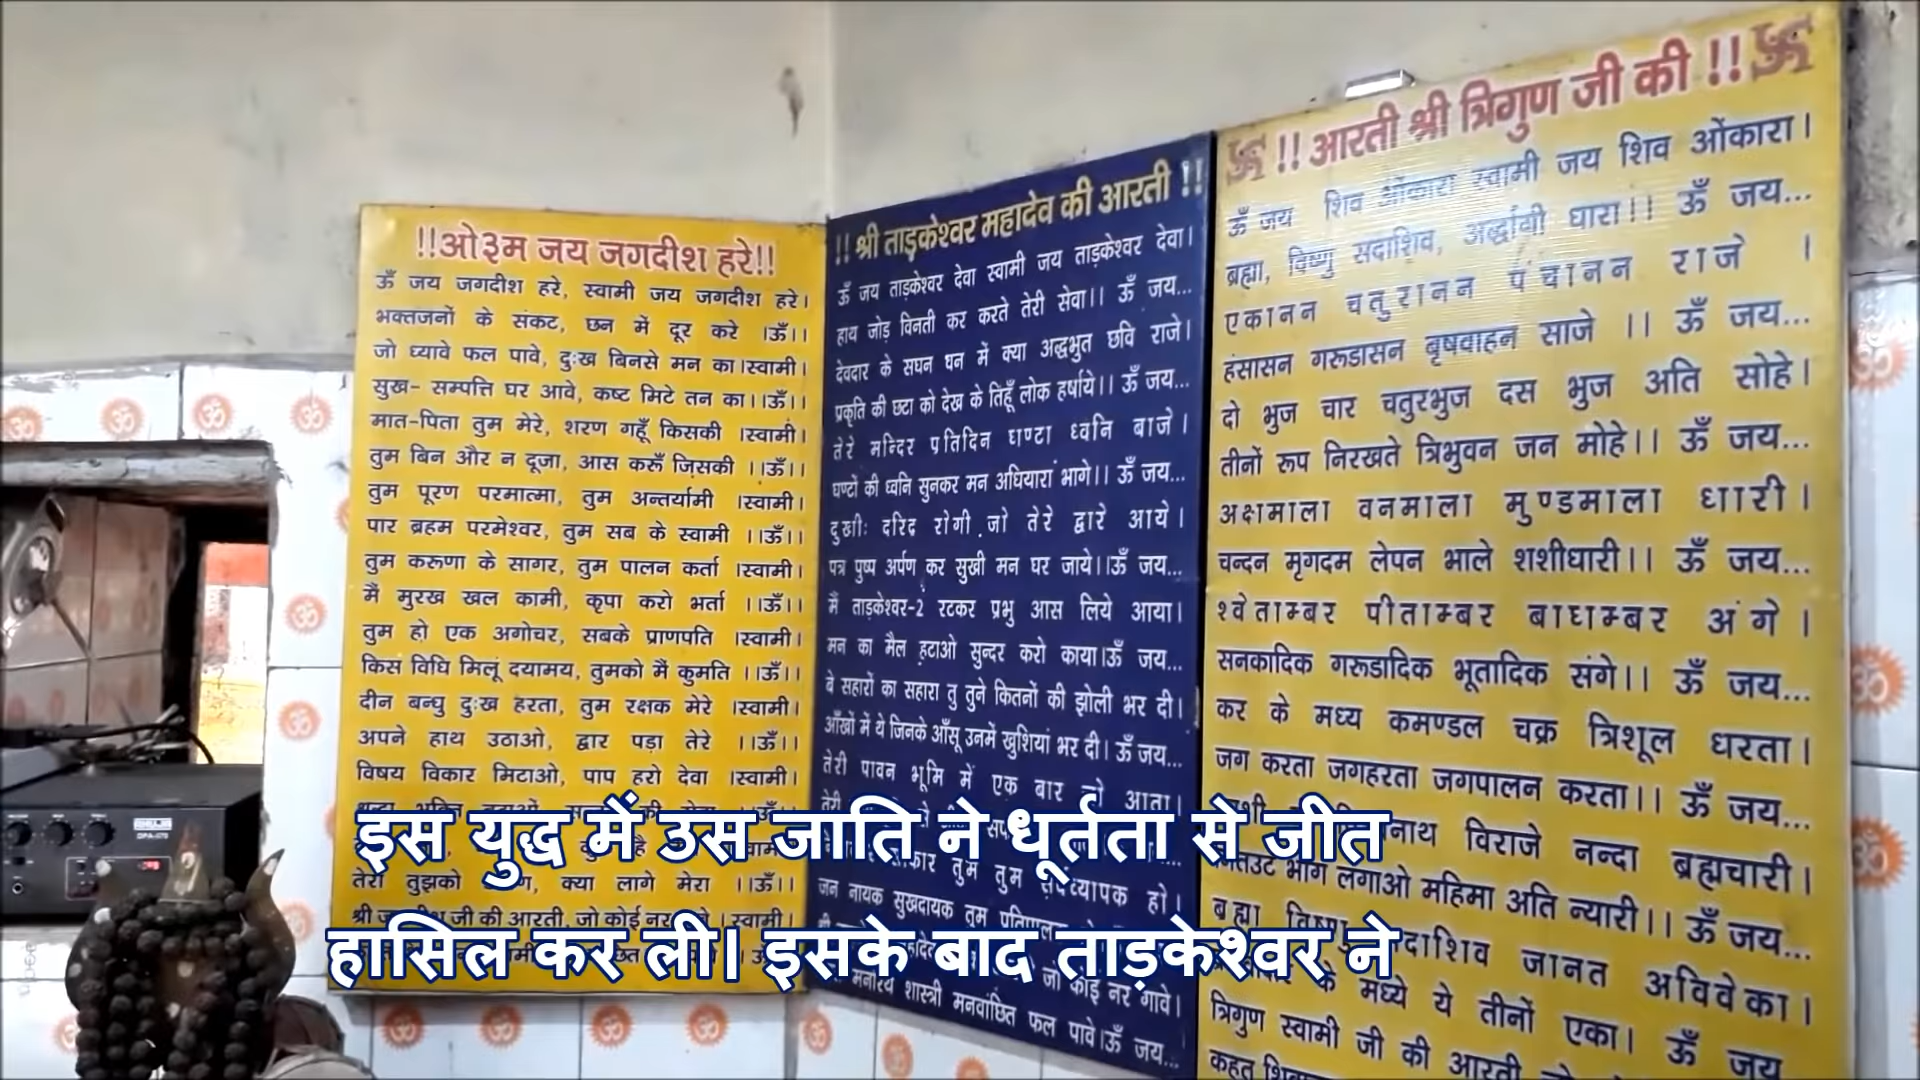 !!ओ३म जय जगदीश हरे!!
ऊँ जय जगदीश हरे, स्वामी जय जगदीश हरे।
भक्तजनों के संकट, छन में दूर करे ।ऊँ।।
जो ध्यावे फल पावे, दुःख बिनसे मन का।स्वामी।
सुख- सम्पत्ति घर आवे, कष्ट मिटे तन का।।ऊँ।।
मात-पिता तुम मेरे, शरण गहूँ किसकी ।स्वामी।
तुम बिन और न दूजा, आस करूँ जिसकी ।।ऊँ।।
तुम पूरण परमात्मा, तुम अन्तर्यामी ।स्वामी।
पार ब्रहम परमेश्वर, तुम सब के स्वामी ।।ऊँ।।
तुम करूणा के सागर, तुम पालन कर्ता ।स्वामी।
मैं मुरख खल कामी, कृपा करो भर्ता ।।ऊँ।।
तुम हो एक अगोचर, सबके प्राणपति ।स्वामी।
किस विधि मिलूं दयामय, तुमको मैं कुमति ।।ऊँ।।
दीन बन्धु दुःख हरता, तुम रक्षक मेरे ।स्वामी।
अपने हाथ उठाओ, द्वार पड़ा तेरे ।।ऊँ।।
विषय विकार मिटाओ, पाप हरो देवा ।स्वामी।
तेरा तुझको क्या लागे मेरा ।।ऊँ।।
श्री जी की आरती, जो कोई नर ।स्वामी।
!! श्री ताड़केश्वर महादेव की आरती !!
ऊँ जय ताड़केश्वर देवा स्वामी जय ताड़केश्वर देवा।
हाथ जोड़ विनती कर करते तेरी सेवा।। ऊँ जय...
देवदार के सघन धन में क्या अद्धभुत छवि राजे।
प्रकृति की छटा को देख के तिहूँ लोक हर्षाये।। ऊँ जय...
तेरे मन्दिर प्रतिदिन घण्टा ध्वनि बाजे।
घण्टों की ध्वनि सुनकर मन अधियारां भागे।। ऊँ जय...
दुखीः दरिद्र रोगी जो तेरे द्वारे आये।
पत्र पुष्प अर्पण कर सुखी मन घर जाये।।ऊँ जय...
मैं ताड़केश्वर-2 रटकर प्रभु आस लिये आया।
मन का मैल हटाओ सुन्दर करो काया।ऊँ जय...
बे सहारों का सहारा तु तुने कितनों की झोली भर दी।
आँखों में ये जिनके आँसू उनमें खुशियां भर दी। ऊँ जय...
तेरी पावन भूमि में एक बार आता।
तुम तुम हो।
जन नायक सुखदायक तुम
जो कोई नर गावे।
शास्त्री मनवांछित फल पावे।ऊँ जय...
!! आरती श्री त्रिगुण जी की !!
ऊँ जय शिव ओंकारा स्वामी जय शिव ओंकारा।
ब्रह्मा, विष्णु सदाशिव, अर्द्धांगी धारा।। ऊँ जय...
एकानन चतुरानन पंचानन राजे ।
हंसासन गरूडासन बृषवाहन साजे ।। ऊँ जय...
दो भुज चार चतुरभुज दस भुज अति सोहे।
तीनों रूप निरखते त्रिभुवन जन मोहे।। ऊँ जय...
अक्षमाला वनमाला मुण्डमाला धारी।
चन्दन मृगदम लेपन भाले शशीधारी।। ऊँ जय...
श्वेताम्बर पीताम्बर बाघाम्बर अंगे।
सनकादिक गरूडादिक भूतादिक संगे।। ऊँ जय...
कर के मध्य कमण्डल चक्र त्रिशूल धरता।
जग करता जगहरता जगपालन करता।। ऊँ जय...
विराजे नन्दा ब्रह्मचारी।
भोग लगाओ महिमा अति न्यारी।। ऊँ जय...
ब्रह्मा जानत अविवेका।
के मध्ये ये तीनों एका। ऊँ जय
त्रिगुण स्वामी जी की आरती
कहत
इस युद्ध में उस जाति ने धूर्तता से जीत
हासिल कर ली। इसके बाद ताड़केश्वर ने